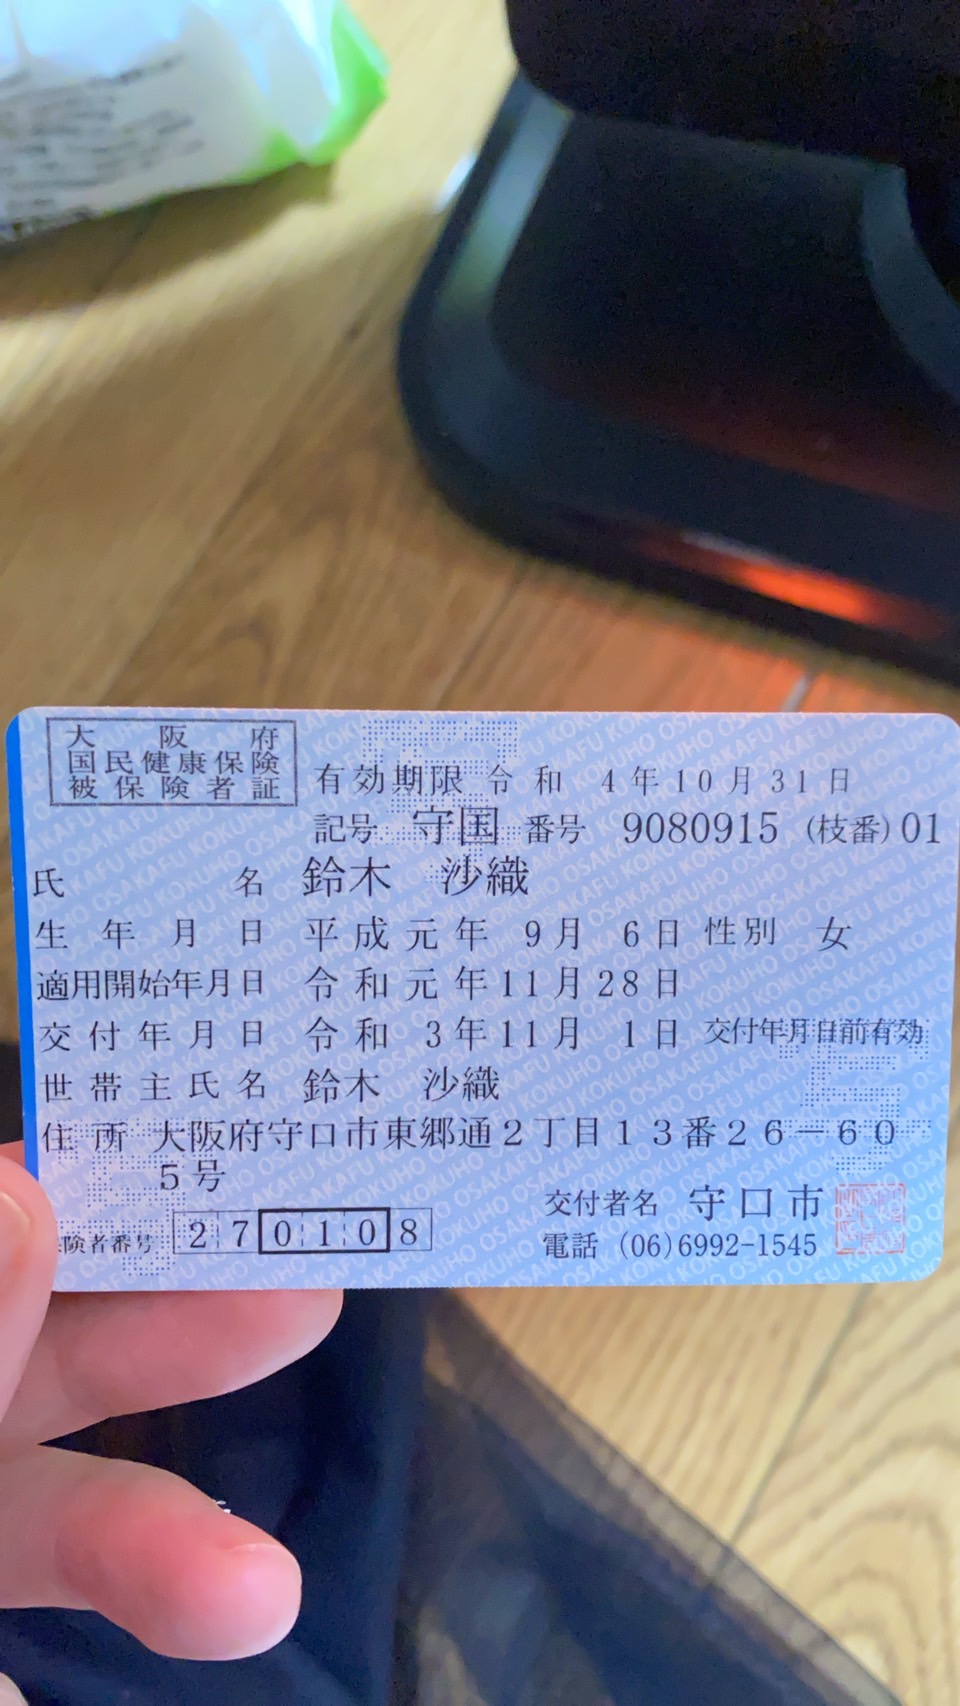 大阪府
国民健康保険
被保険者証
有効期限 令和 4年10月31日
記号 守国 番号 9080915 (枝番)01
氏名 鈴木 沙織
生年月日 平成元年 9月 6日 性別 女
適用開始年月日 令和元年11月28日
交付年月日 令和 3年11月 1日 交付年月日前有効
世帯主氏名 鈴木 沙織
住所 大阪府守口市東郷通2丁目13番26-60
5号
険者番号 270108
交付者名 守口市
電話 (06)6992-1545